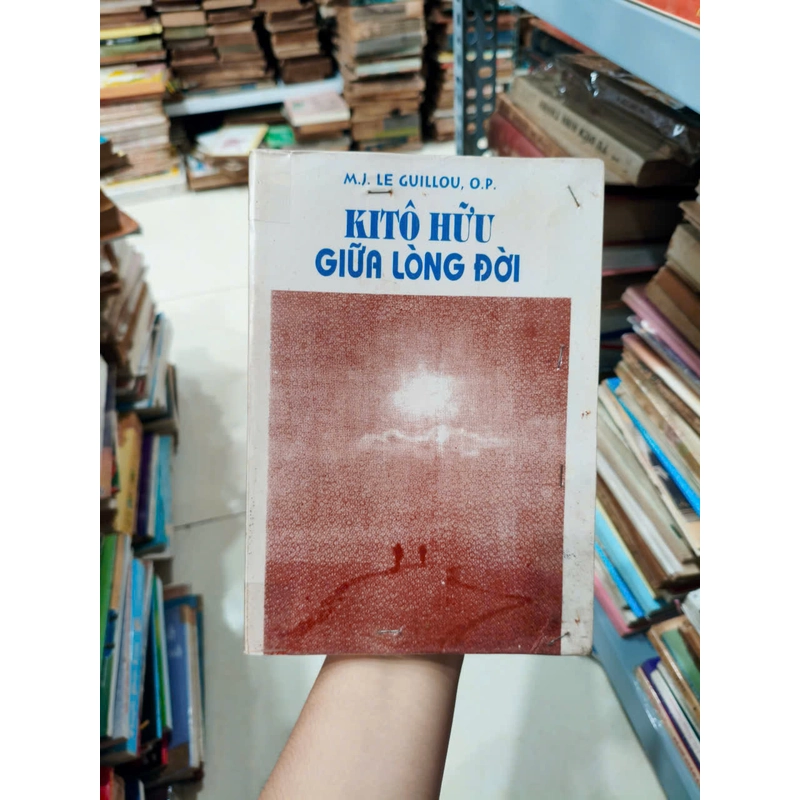 M.J. LE GUILLOU, O.P.
KITÔ HỮU
GIỮA LÒNG ĐỜI